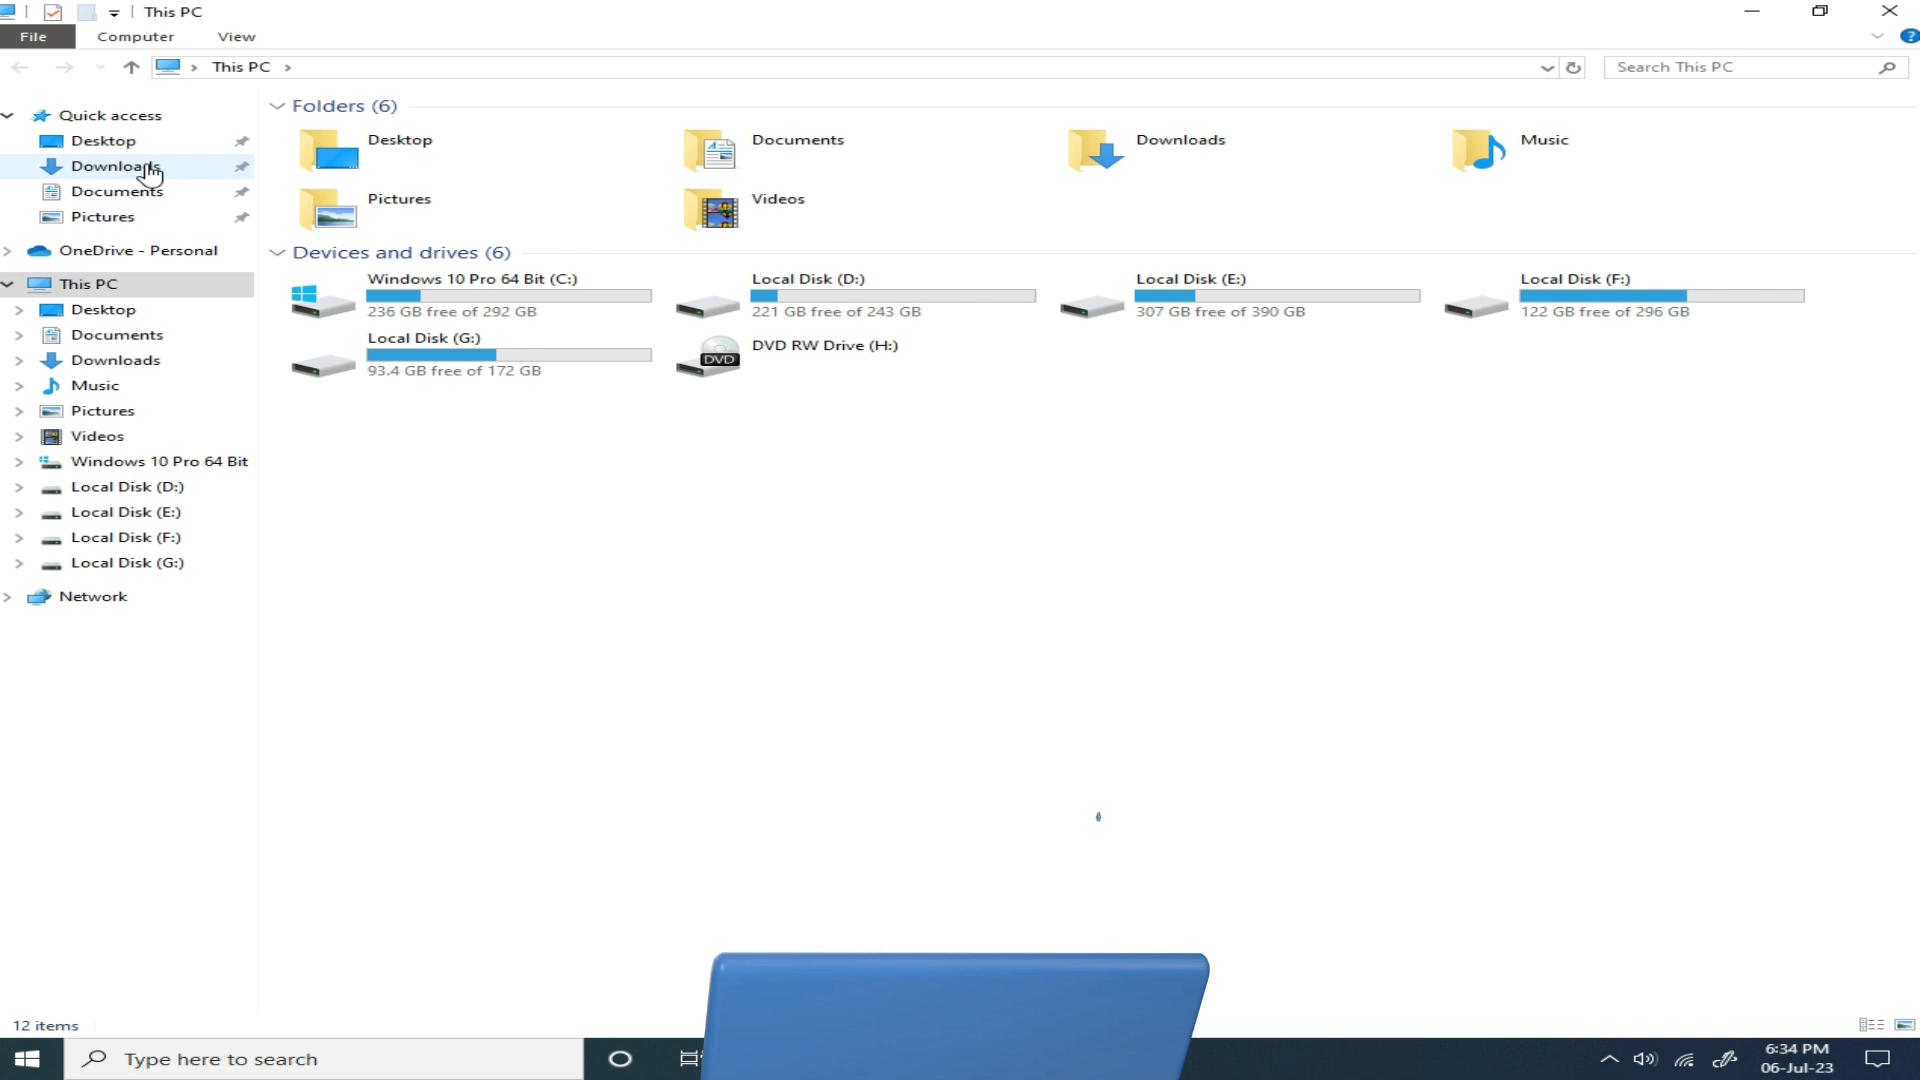 This PC
File Computer View
This PC
Search This PC
Quick access
Desktop
Downloads
Documents
Pictures
OneDrive - Personal
This PC
Desktop
Documents
Downloads
Music
Pictures
Videos
Windows 10 Pro 64 Bit
Local Disk (D:)
Local Disk (E:)
Local Disk (F:)
Local Disk (G:)
Network
Folders (6)
Desktop Documents Downloads Music
Pictures Videos
Devices and drives (6)
Windows 10 Pro 64 Bit (C:) Local Disk (D:) Local Disk (E:) Local Disk (F:)
236 GB free of 292 GB 221 GB free of 243 GB 307 GB free of 390 GB 122 GB free of 296 GB
Local Disk (G:) DVD RW Drive (H:)
DVD
93.4 GB free of 172 GB
12 items
Type here to search
6:34 PM
06-Jul-23